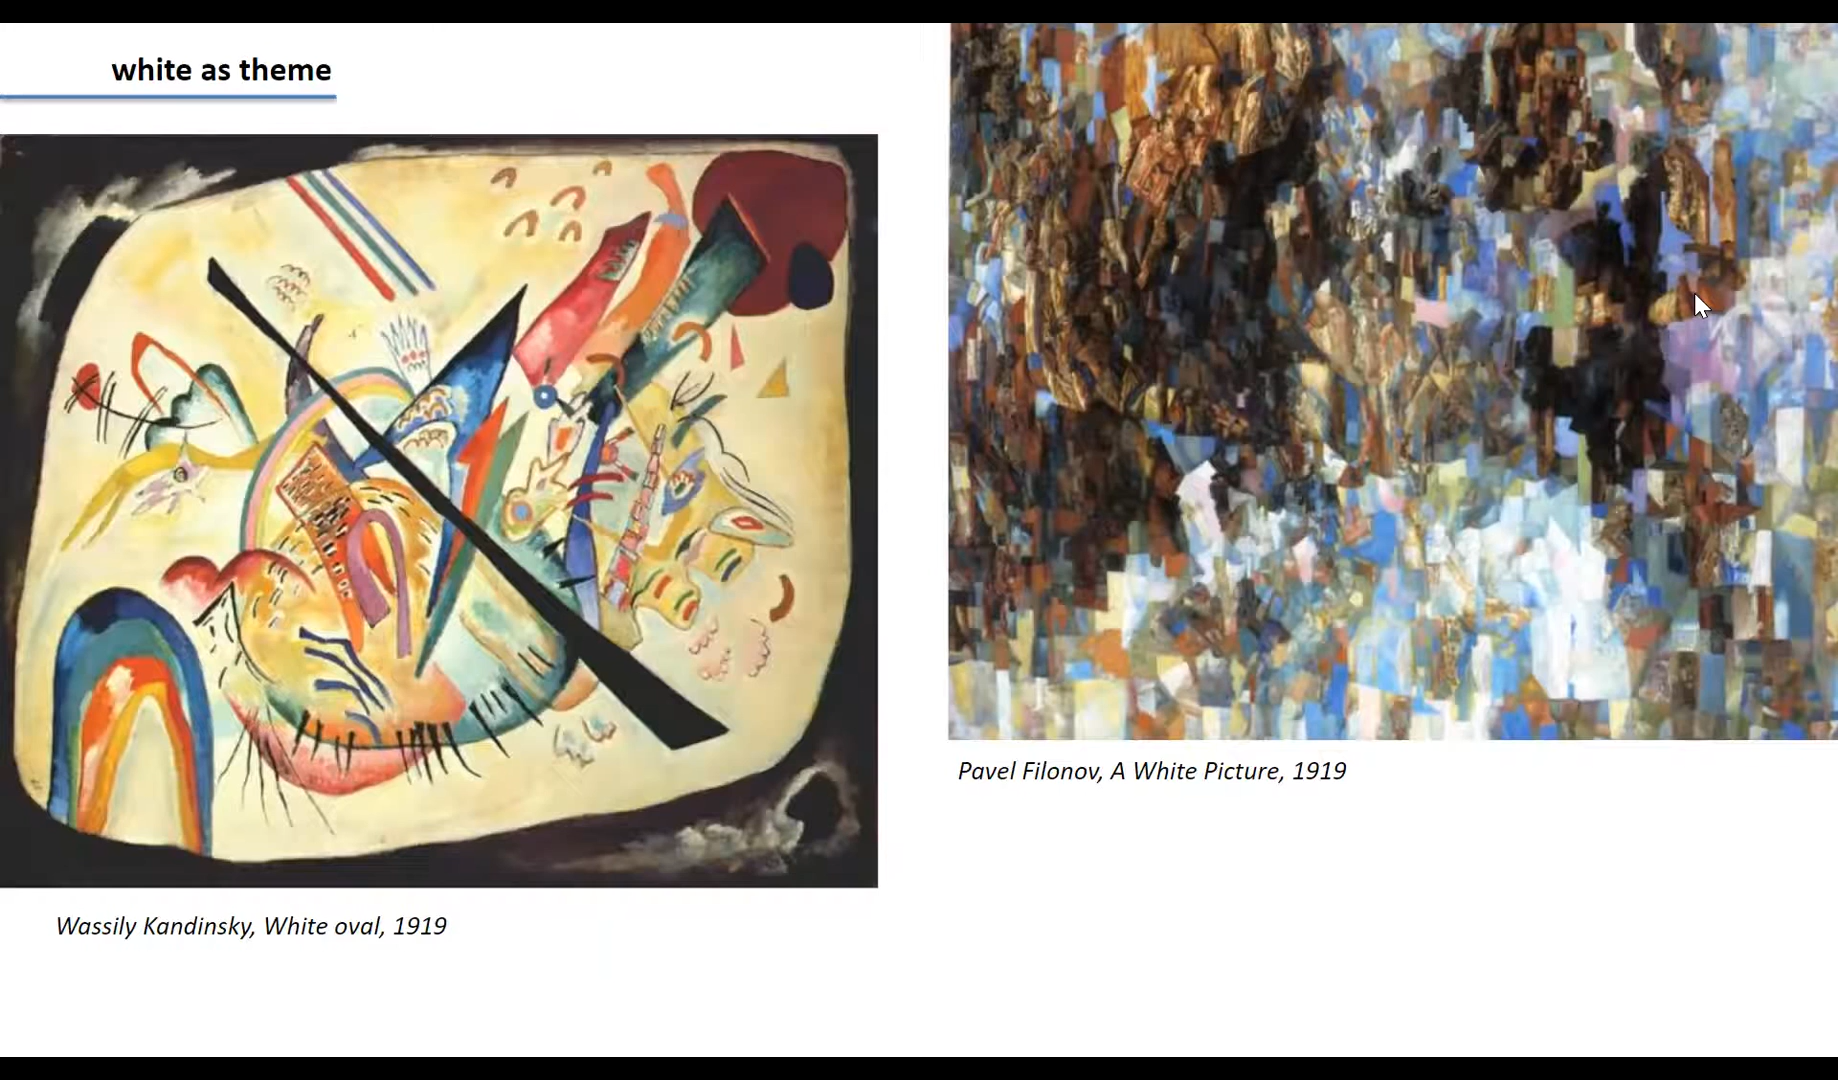 white as theme
Wassily Kandinsky, White oval, 1919
Pavel Filonov, A White Picture, 1919